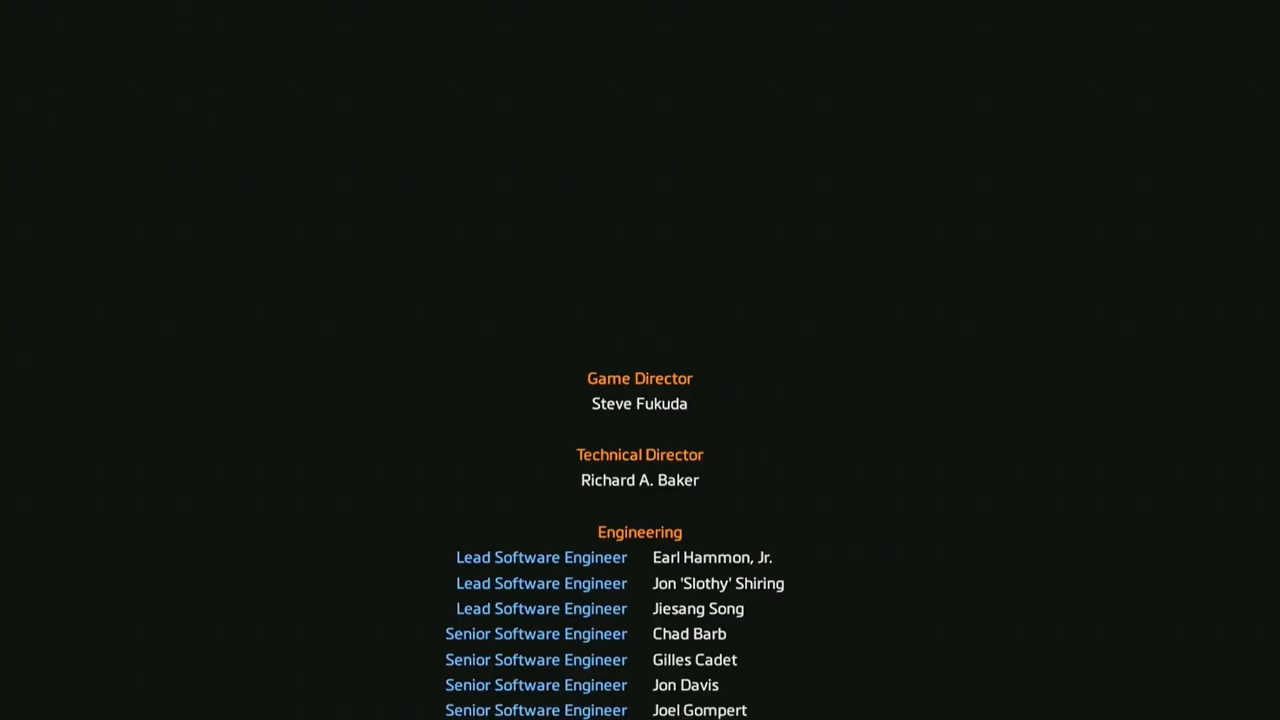 Game Director
Steve Fukuda
Technical Director
Richard A. Baker
Engineering
Lead Software Engineer Earl Hammon, Jr.
Lead Software Engineer Jon 'Slothy' Shiring
Lead Software Engineer Jiesang Song
Senior Software Engineer Chad Barb
Senior Software Engineer Gilles Cadet
Senior Software Engineer Jon Davis
Senior Software Engineer Joel Gompert